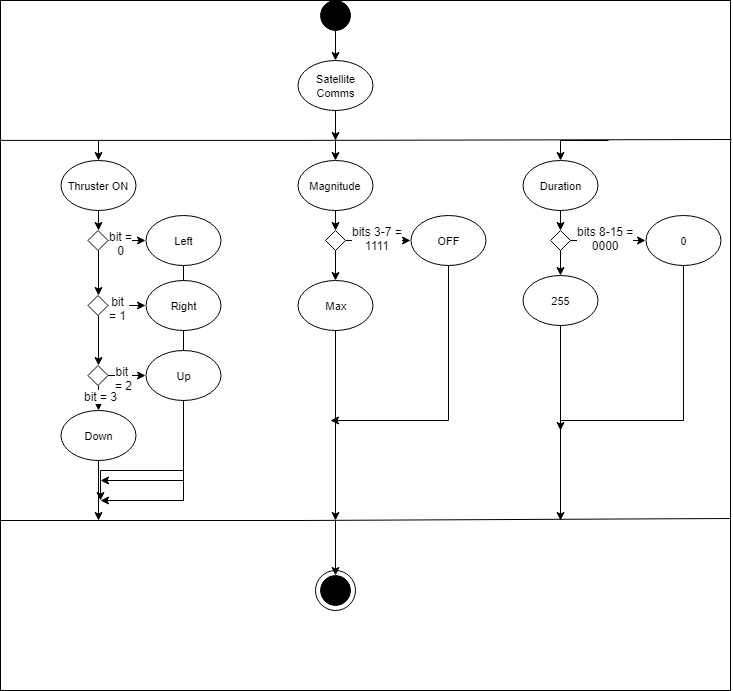 Satellite
Comms
Thruster ON
Magnitude
Duration
bit =
0
Left
bits 3-7 =
1111
OFF
bits 8-15 =
0000
0
bit
= 1
Right
Max
255
bit
= 2
Up
bit = 3
Down